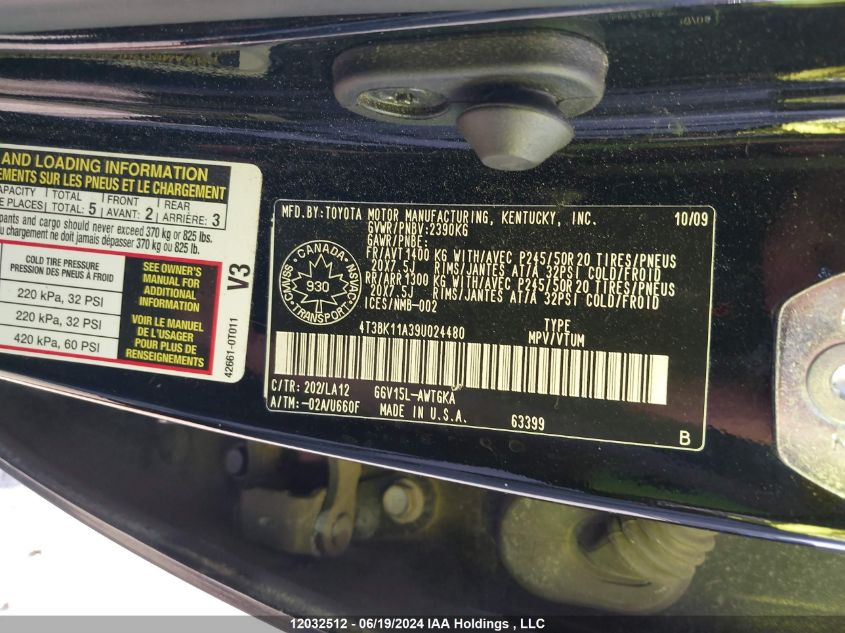 AND LOADING INFORMATION
EMENTS SUR LES PNEUS ET LE CHARGEMENT
CAPACITY TOTAL FRONT REAR
PLACES TOTAL: 5 AVANT: 2 ARRIÈRE: 3
pants and cargo should never exceed 370 kg or 825 lbs.
u chargement ne doit jamais dépasser 370 kg ou 825 lb.
COLD TIRE PRESSURE
PRESSION DES PNEUS À FROID
220 kPa, 32 PSI
220 kPa, 32 PSI
420 kPa, 60 PSI
SEE OWNER'S
MANUAL FOR
ADDITIONAL
INFORMATION
VOIR LE MANUEL
DE L'USAGER
POUR PLUS DE
RENSEIGNEMENTS
V3
42661-0T011
MFD.BY:TOYOTA MOTOR MANUFACTURING, KENTUCKY, INC. 10/09
GVWR/PNBV:2390KG
GAWR/PNBE:
FR/AVT1400 KG WITH/AVEC P245/50R20 TIRES/PNEUS
20X7.5J RIMS/JANTES AT/A 32PSI COLD/FROID
RR/ARR1300 KG WITH/AVEC P245/50R20 TIRES/PNEUS
20X7.5J RIMS/JANTES AT/A 32PSI COLD/FROID
ICES/NMB-002
CANADA
930
TRANSPORT
4T3BK11A39U024480 TYPE
MPV/VTUM
C/TR: 202/LA12 GGV15L-AWTGKA
A/TM: -02A/U660F MADE IN U.S.A. 63399
B
12032512 - 06/19/2024 IAA Holdings , LLC